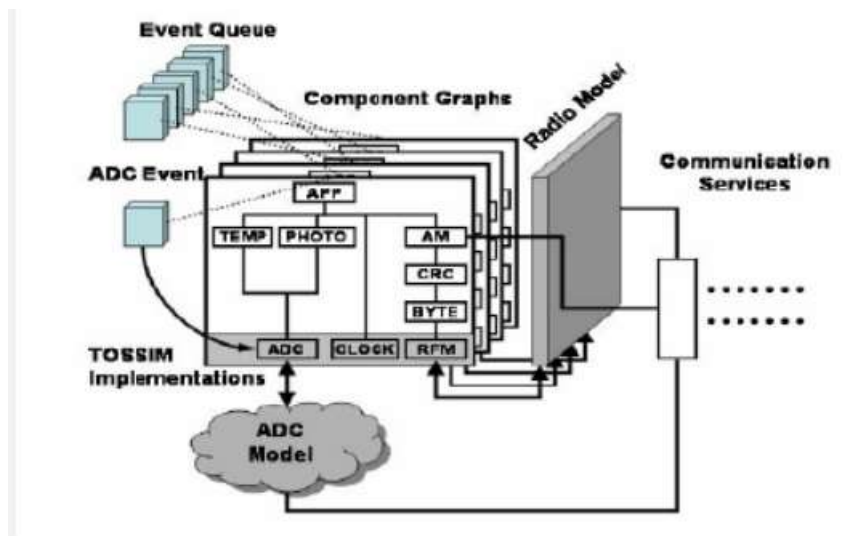 Event Queue
Component Graphs
Radio Model
ADC Event
Communication
Services
APP
TEMP
PHOTO
AM
CRC
BYTE
ADC
CLOCK
RFM
TOSSIM
Implementations
ADC
Model